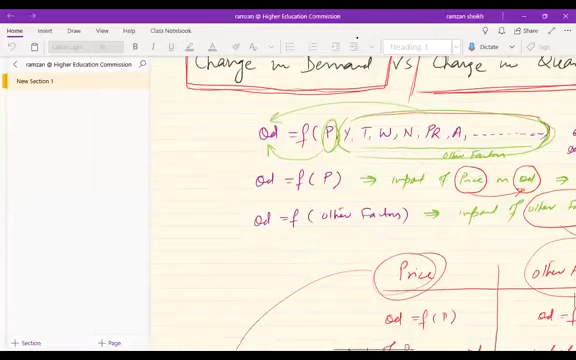 ramzan @ Higher Education Commission
ramzan sheikh
Home Insert Draw View Class Notebook
Share
Heading 1 Dictate Tags
ramzan @ Higher Education Commission
New Section 1
Change in Demand VS Change in Quan
Qd = f( P, Y, T, W, N, PR, A, ----------)
other Factors
Qd = f( P ) ⇒ impact of Price on Qd ⇒
Qd = f( other Factors) ⇒ impact of other Fa
Price other
Qd = f( P ) Qd = f(
+ Section + Page